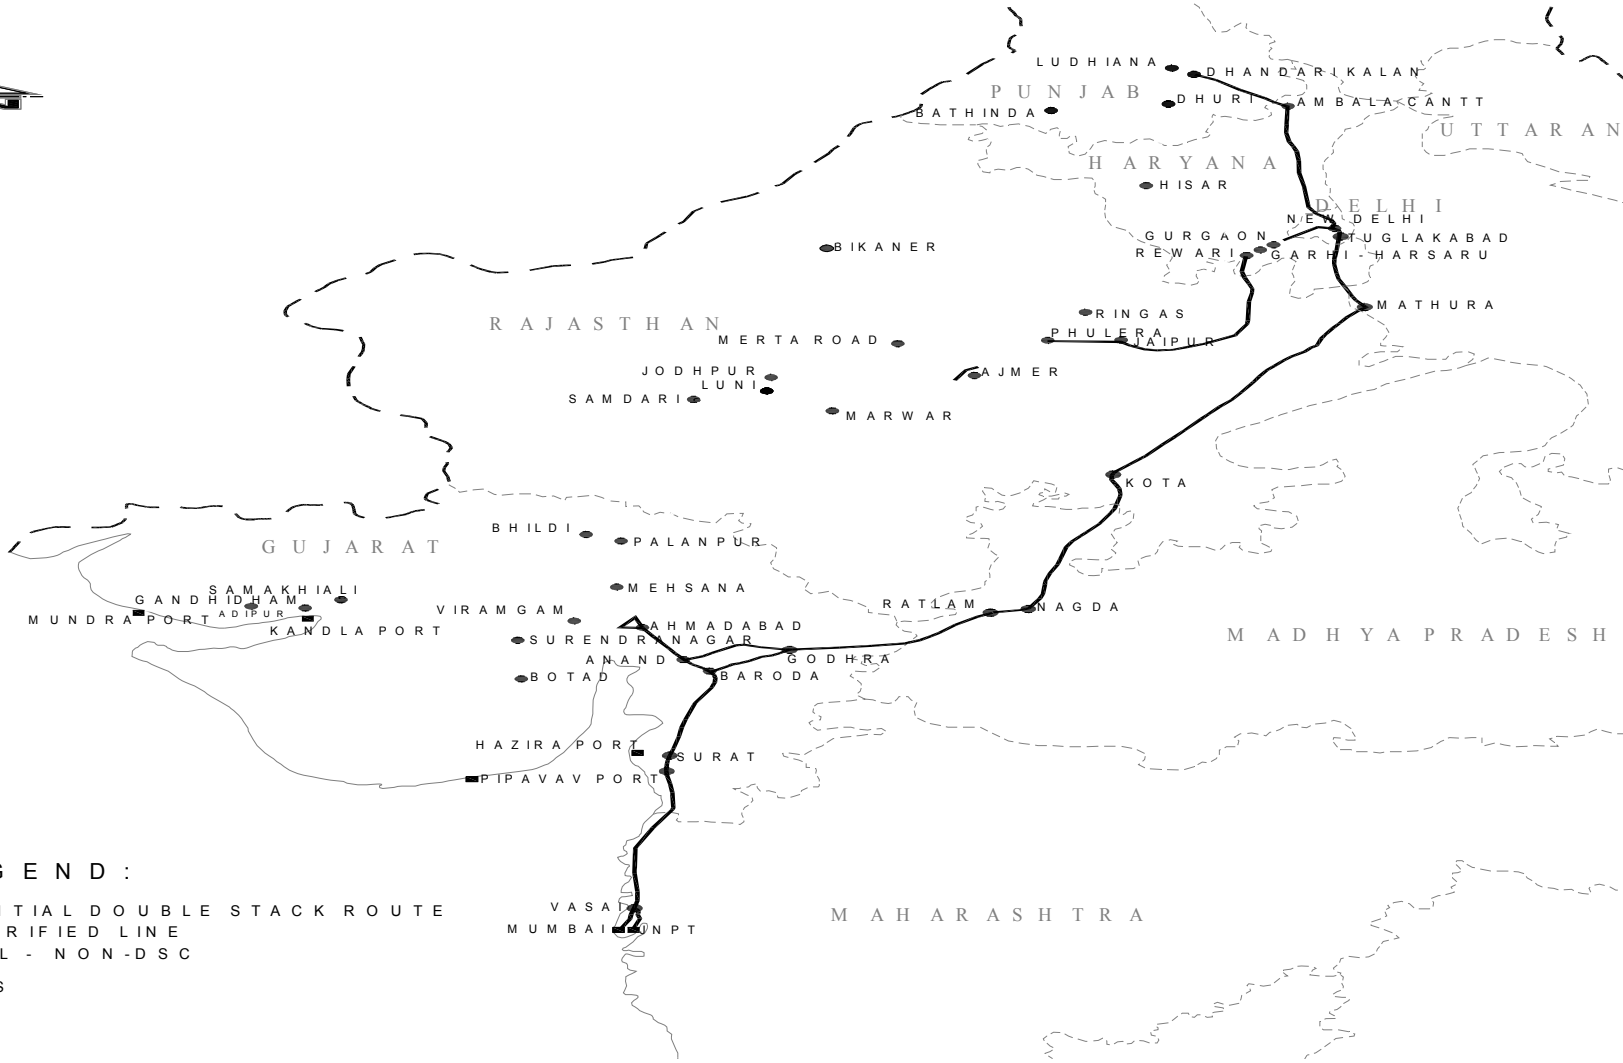 LUDHIANA
DHANDARIKALAN
PUNJAB
DHURI
AMBALA CANTT
BATHINDA
UTTARAN
HARYANA
HISAR
DELHI
NEW DELHI
GURGAON
TUGLAKABAD
BIKANER
REWARI
GARHI-HARSARU
MATHURA
RINGAS
RAJASTHAN
PHULERA
MERTA ROAD
JAIPUR
JODHPUR
AJMER
LUNI
SAMDARI
MARWAR
KOTA
BHILDI
PALANPUR
GUJARAT
SAMAKHIALI
MEHSANA
GANDHIDHAM
RATLAM
NAGDA
VIRAMGAM
ADIPUR
MUNDRA PORT
KANDLA PORT
AHMADABAD
SURENDRANAGAR
MADHYA PRADESH
ANAND
GODHRA
BOTAD
BARODA
HAZIRA PORT
SURAT
PIPAVAV PORT
GEND:
VASAI
ITIAL DOUBLE STACK ROUTE
MAHARASHTRA
RIFIED LINE
MUMBAI
JNPT
L - NON-DSC
S